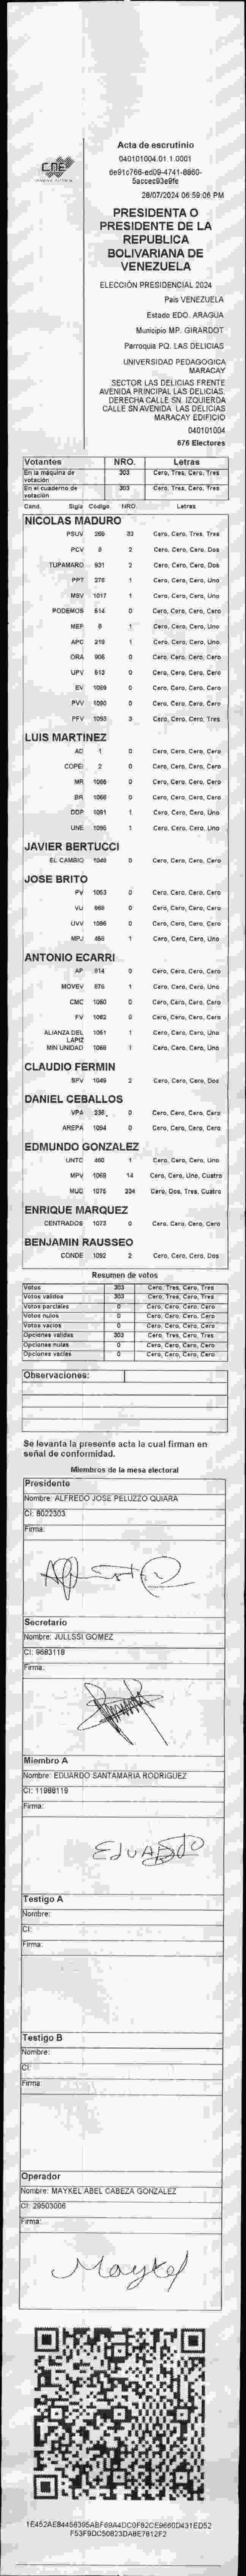 CNE
Acta de escrutinio
040101004.01.1.0001
6e91c766-ed09-4741-8860-
5accec93e9fe
28/07/2024 06:59:06 PM
PRESIDENTA O
PRESIDENTE DE LA
REPUBLICA
BOLIVARIANA DE
VENEZUELA
ELECCIÓN PRESIDENCIAL 2024
País VENEZUELA
Estado EDO. ARAGUA
Municipio MP. GIRARDOT
Parroquia PQ. LAS DELICIAS
UNIVERSIDAD PEDAGOGICA
MARACAY
SECTOR LAS DELICIAS FRENTE
AVENIDA PRINCIPAL LAS DELICIAS.
DERECHA CALLE SN. IZQUIERDA
CALLE SN AVENIDA LAS DELICIAS
MARACAY EDIFICIO
040101004
676 Electores
Votantes NRO. Letras
En la máquina de votación 303 Cero, Tres, Cero, Tres
En el cuaderno de votación 303 Cero, Tres, Cero, Tres
Cand. Sigla Código NRO. Letras
NICOLAS MADURO
PSUV 269 33 Cero, Cero, Tres, Tres
PCV 2 Cero, Cero, Cero, Dos
TUPAMARO 931 2 Cero, Cero, Cero, Dos
PPT 275 1 Cero, Cero, Cero, Uno
MSV 1017 1 Cero, Cero, Cero, Uno
PODEMOS 514 0 Cero, Cero, Cero, Cero
MEP 6 1 Cero, Cero, Cero, Uno
APC 219 1 Cero, Cero, Cero, Uno
ORA 905 0 Cero, Cero, Cero, Cero
UPV 513 0 Cero, Cero, Cero, Cero
EV 1089 0 Cero, Cero, Cero, Cero
PVV 1090 0 Cero, Cero, Cero, Cero
PFV 1093 3 Cero, Cero, Cero, Tres
LUIS MARTINEZ
AD 1 0 Cero, Cero, Cero, Cero
COPEI 2 0 Cero, Cero, Cero, Cero
MR 0 Cero, Cero, Cero, Cero
BR 0 Cero, Cero, Cero, Cero
DDP 1091 1 Cero, Cero, Cero, Uno
UNE 1095 1 Cero, Cero, Cero, Uno
JAVIER BERTUCCI
EL CAMBIO 1048 0 Cero, Cero, Cero, Cero
JOSE BRITO
PV 1053 0 Cero, Cero, Cero, Cero
VU 0 Cero, Cero, Cero, Cero
UVV 1096 0 Cero, Cero, Cero, Cero
MPJ 455 1 Cero, Cero, Cero, Uno
ANTONIO ECARRI
AP 914 0 Cero, Cero, Cero, Cero
MOVEV 876 1 Cero, Cero, Cero, Uno
CMC 1080 0 Cero, Cero, Cero, Cero
FV 1062 0 Cero, Cero, Cero, Cero
ALIANZA DEL LAPIZ 1051 1 Cero, Cero, Cero, Uno
MIN UNIDAD 1066 1 Cero, Cero, Cero, Uno
CLAUDIO FERMIN
SPV 1049 2 Cero, Cero, Cero, Dos
DANIEL CEBALLOS
VPA 235 0 Cero, Cero, Cero, Cero
AREPA 1094 0 Cero, Cero, Cero, Cero
EDMUNDO GONZALEZ
UNTC 460 1 Cero, Cero, Cero, Uno
MPV 1069 14 Cero, Cero, Uno, Cuatro
MUD 1075 234 Cero, Dos, Tres, Cuatro
ENRIQUE MARQUEZ
CENTRADOS 1073 0 Cero, Cero, Cero, Cero
BENJAMIN RAUSSEO
CONDE 1092 2 Cero, Cero, Cero, Dos
Resumen de votos
Votos 303 Cero, Tres, Cero, Tres
Votos validos 303 Cero, Tres, Cero, Tres
Votos parciales 0 Cero, Cero, Cero, Cero
Votos nulos 0 Cero, Cero, Cero, Cero
Votos vacios 0 Cero, Cero, Cero, Cero
Opciones validas 303 Cero, Tres, Cero, Tres
Opciones nulas 0 Cero, Cero, Cero, Cero
Opciones vacias 0 Cero, Cero, Cero, Cero
Observaciones:
Se levanta la presente acta la cual firman en
señal de conformidad.
Miembros de la mesa electoral
Presidente
Nombre: ALFREDO JOSE PELUZZO QUIARA
CI: 8022303
Firma:
Secretario
Nombre: JULLSSI GOMEZ
CI: 9683118
Firma:
Miembro A
Nombre: EDUARDO SANTAMARIA RODRIGUEZ
CI: 11988119
Firma:
EDUARDO
Testigo A
Nombre:
CI:
Firma:
Testigo B
Nombre:
CI:
Firma:
Operador
Nombre: MAYKEL ABEL CABEZA GONZALEZ
CI: 29503006
Firma:
Maykel
1E452AE84456395ABF69A4DC0F82CE9660D431ED52
F53F9DC50823DA8E7812F2